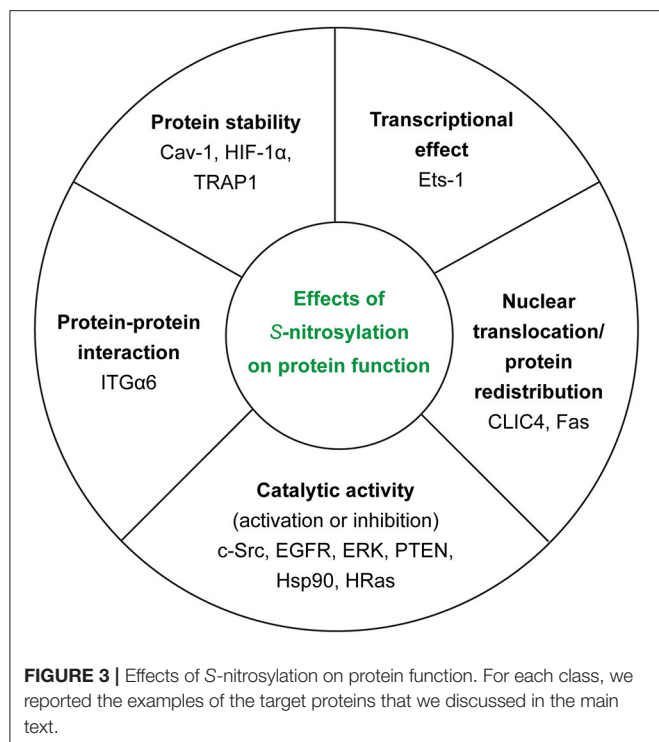 Protein stability
Cav-1, HIF-1α,
TRAP1
Transcriptional
effect
Ets-1
Nuclear
translocation/
protein
redistribution
CLIC4, Fas
Catalytic activity
(activation or inhibition)
c-Src, EGFR, ERK, PTEN,
Hsp90, HRas
Protein-protein
interaction
ITGα6
Effects of
S-nitrosylation
on protein function
FIGURE 3 | Effects of S-nitrosylation on protein function. For each class, we
reported the examples of the target proteins that we discussed in the main
text.